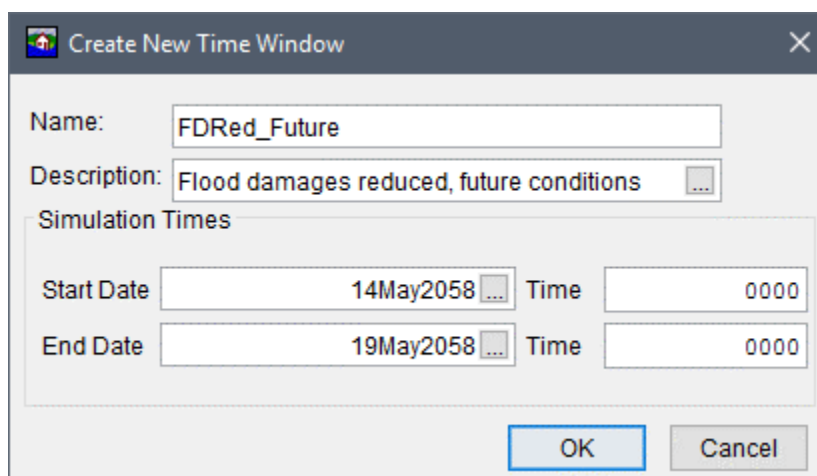 Create New Time Window
Name: FDRed_Future
Description: Flood damages reduced, future conditions ...
Simulation Times
Start Date 14May2058 ... Time 0000
End Date 19May2058 ... Time 0000
OK Cancel